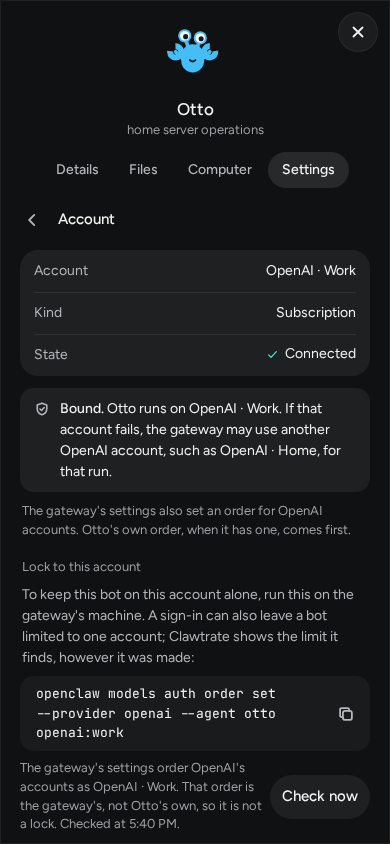 Otto
home server operations
Details Files Computer Settings
Account
Account OpenAI · Work
Kind Subscription
State Connected
Bound. Otto runs on OpenAI · Work. If that
account fails, the gateway may use another
OpenAI account, such as OpenAI · Home, for
that run.
The gateway's settings also set an order for OpenAI
accounts. Otto's own order, when it has one, comes first.
Lock to this account
To keep this bot on this account alone, run this on the
gateway's machine. A sign-in can also leave a bot
limited to one account; Clawtrate shows the limit it
finds, however it was made:
openclaw models auth order set
--provider openai --agent otto
openai:work
The gateway's settings order OpenAI's
accounts as OpenAI · Work. That order is
the gateway's, not Otto's own, so it is not
a lock. Checked at 5:40 PM.
Check now